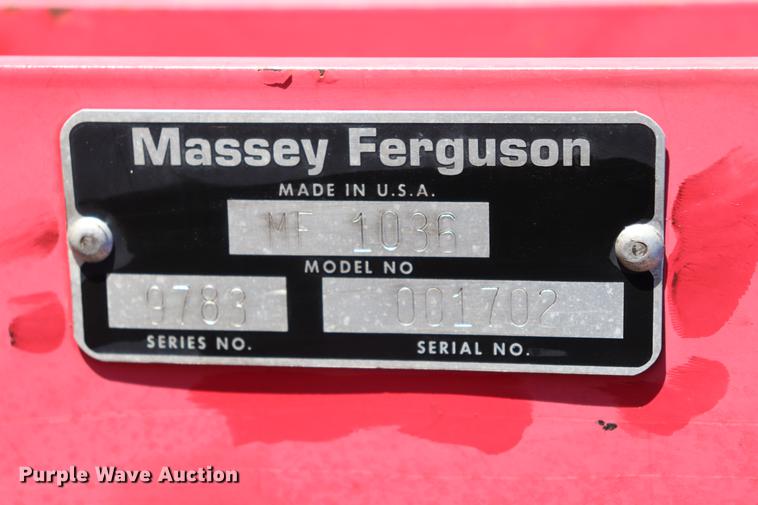 Massey Ferguson
MADE IN U.S.A.
MF 1036
MODEL NO
9783 001702
SERIES NO. SERIAL NO.
Purple Wave Auction